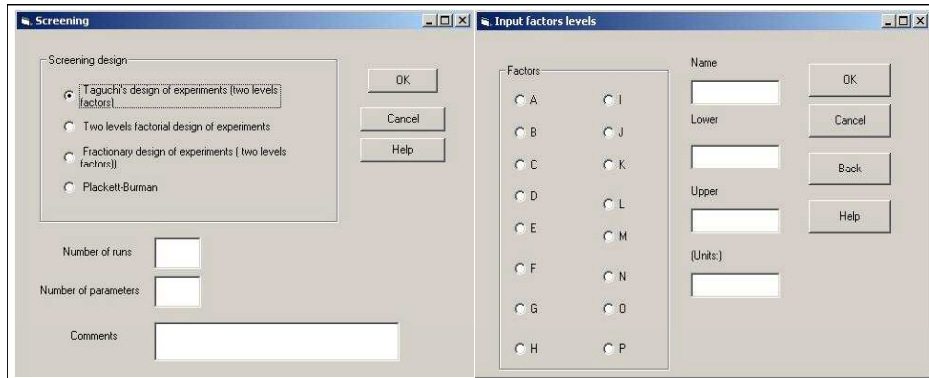 Screening
Screening design
Taguchi's design of experiments (two levels
factors)
Two levels factorial design of experiments
Fractionary design of experiments ( two levels
factors))
Plackett-Burman
OK
Cancel
Help
Number of runs
Number of parameters
Comments
Input factors levels
Factors
A
B
C
D
E
F
G
H
I
J
K
L
M
N
O
P
Name
Lower
Upper
(Units:)
OK
Cancel
Back
Help